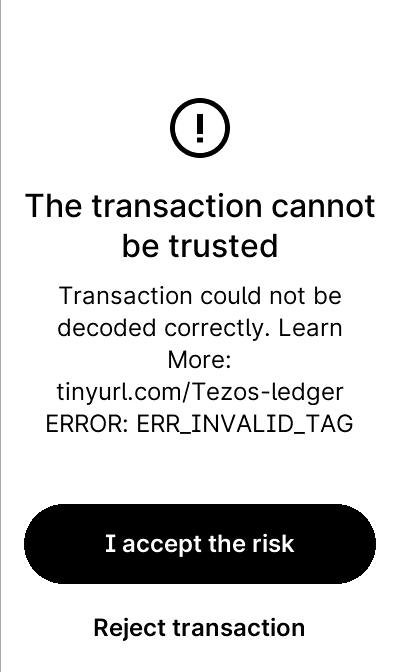 The transaction cannot
be trusted
Transaction could not be
decoded correctly. Learn
More:
tinyurl.com/Tezos-ledger
ERROR: ERR_INVALID_TAG
I accept the risk
Reject transaction